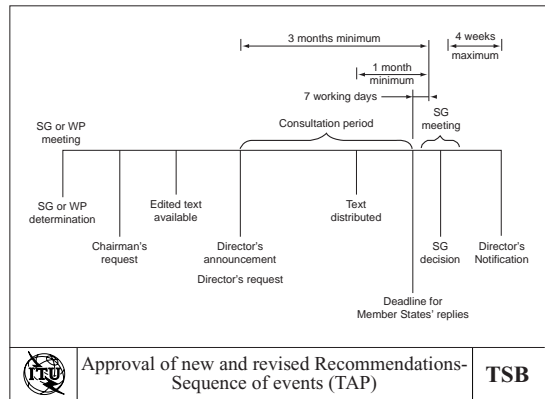 3 months minimum
4 weeks
maximum
1 month
minimum
7 working days
SG or WP
meeting
Consultation period
SG
meeting
SG or WP
determination
Edited text
available
Text
distributed
Chairman's
request
Director's
announcement
SG
decision
Director's
Notification
Director's request
Deadline for
Member States' replies
ITU
Approval of new and revised Recommendations-
Sequence of events (TAP)
TSB